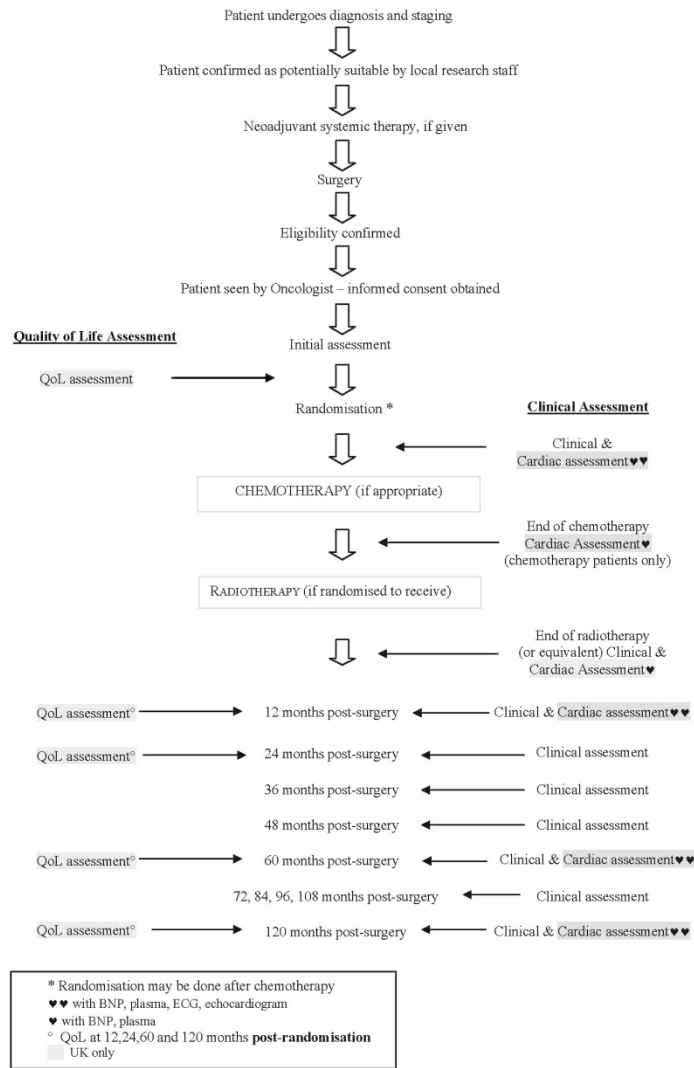 Patient undergoes diagnosis and staging
Patient confirmed as potentially suitable by local research staff
Neoadjuvant systemic therapy, if given
Surgery
Eligibility confirmed
Patient seen by Oncologist – informed consent obtained
Quality of Life Assessment
Initial assessment
QoL assessment
Randomisation *
Clinical Assessment
Clinical &
Cardiac assessment♥♥
CHEMOTHERAPY (if appropriate)
End of chemotherapy
Cardiac Assessment♥
(chemotherapy patients only)
RADIOTHERAPY (if randomised to receive)
End of radiotherapy
(or equivalent) Clinical &
Cardiac Assessment♥
QoL assessment° 12 months post-surgery Clinical & Cardiac assessment♥♥
QoL assessment° 24 months post-surgery Clinical assessment
36 months post-surgery Clinical assessment
48 months post-surgery Clinical assessment
QoL assessment° 60 months post-surgery Clinical & Cardiac assessment♥♥
72, 84, 96, 108 months post-surgery Clinical assessment
QoL assessment° 120 months post-surgery Clinical & Cardiac assessment♥♥
* Randomisation may be done after chemotherapy
♥♥ with BNP, plasma, ECG, echocardiogram
♥ with BNP, plasma
° QoL at 12,24,60 and 120 months post-randomisation
UK only